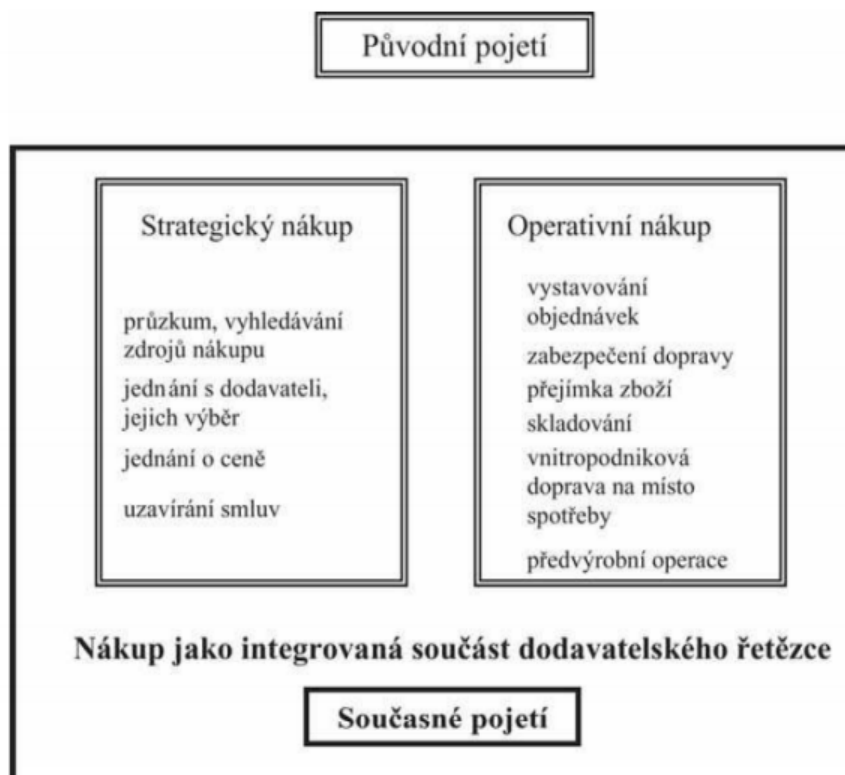 Původní pojetí
Strategický nákup
průzkum, vyhledávání
zdrojů nákupu
jednání s dodavateli,
jejich výběr
jednání o ceně
uzavírání smluv
Operativní nákup
vystavování
objednávek
zabezpečení dopravy
přejímka zboží
skladování
vnitropodniková
doprava na místo
spotřeby
předvýrobní operace
Nákup jako integrovaná součást dodavatelského řetězce
Současné pojetí